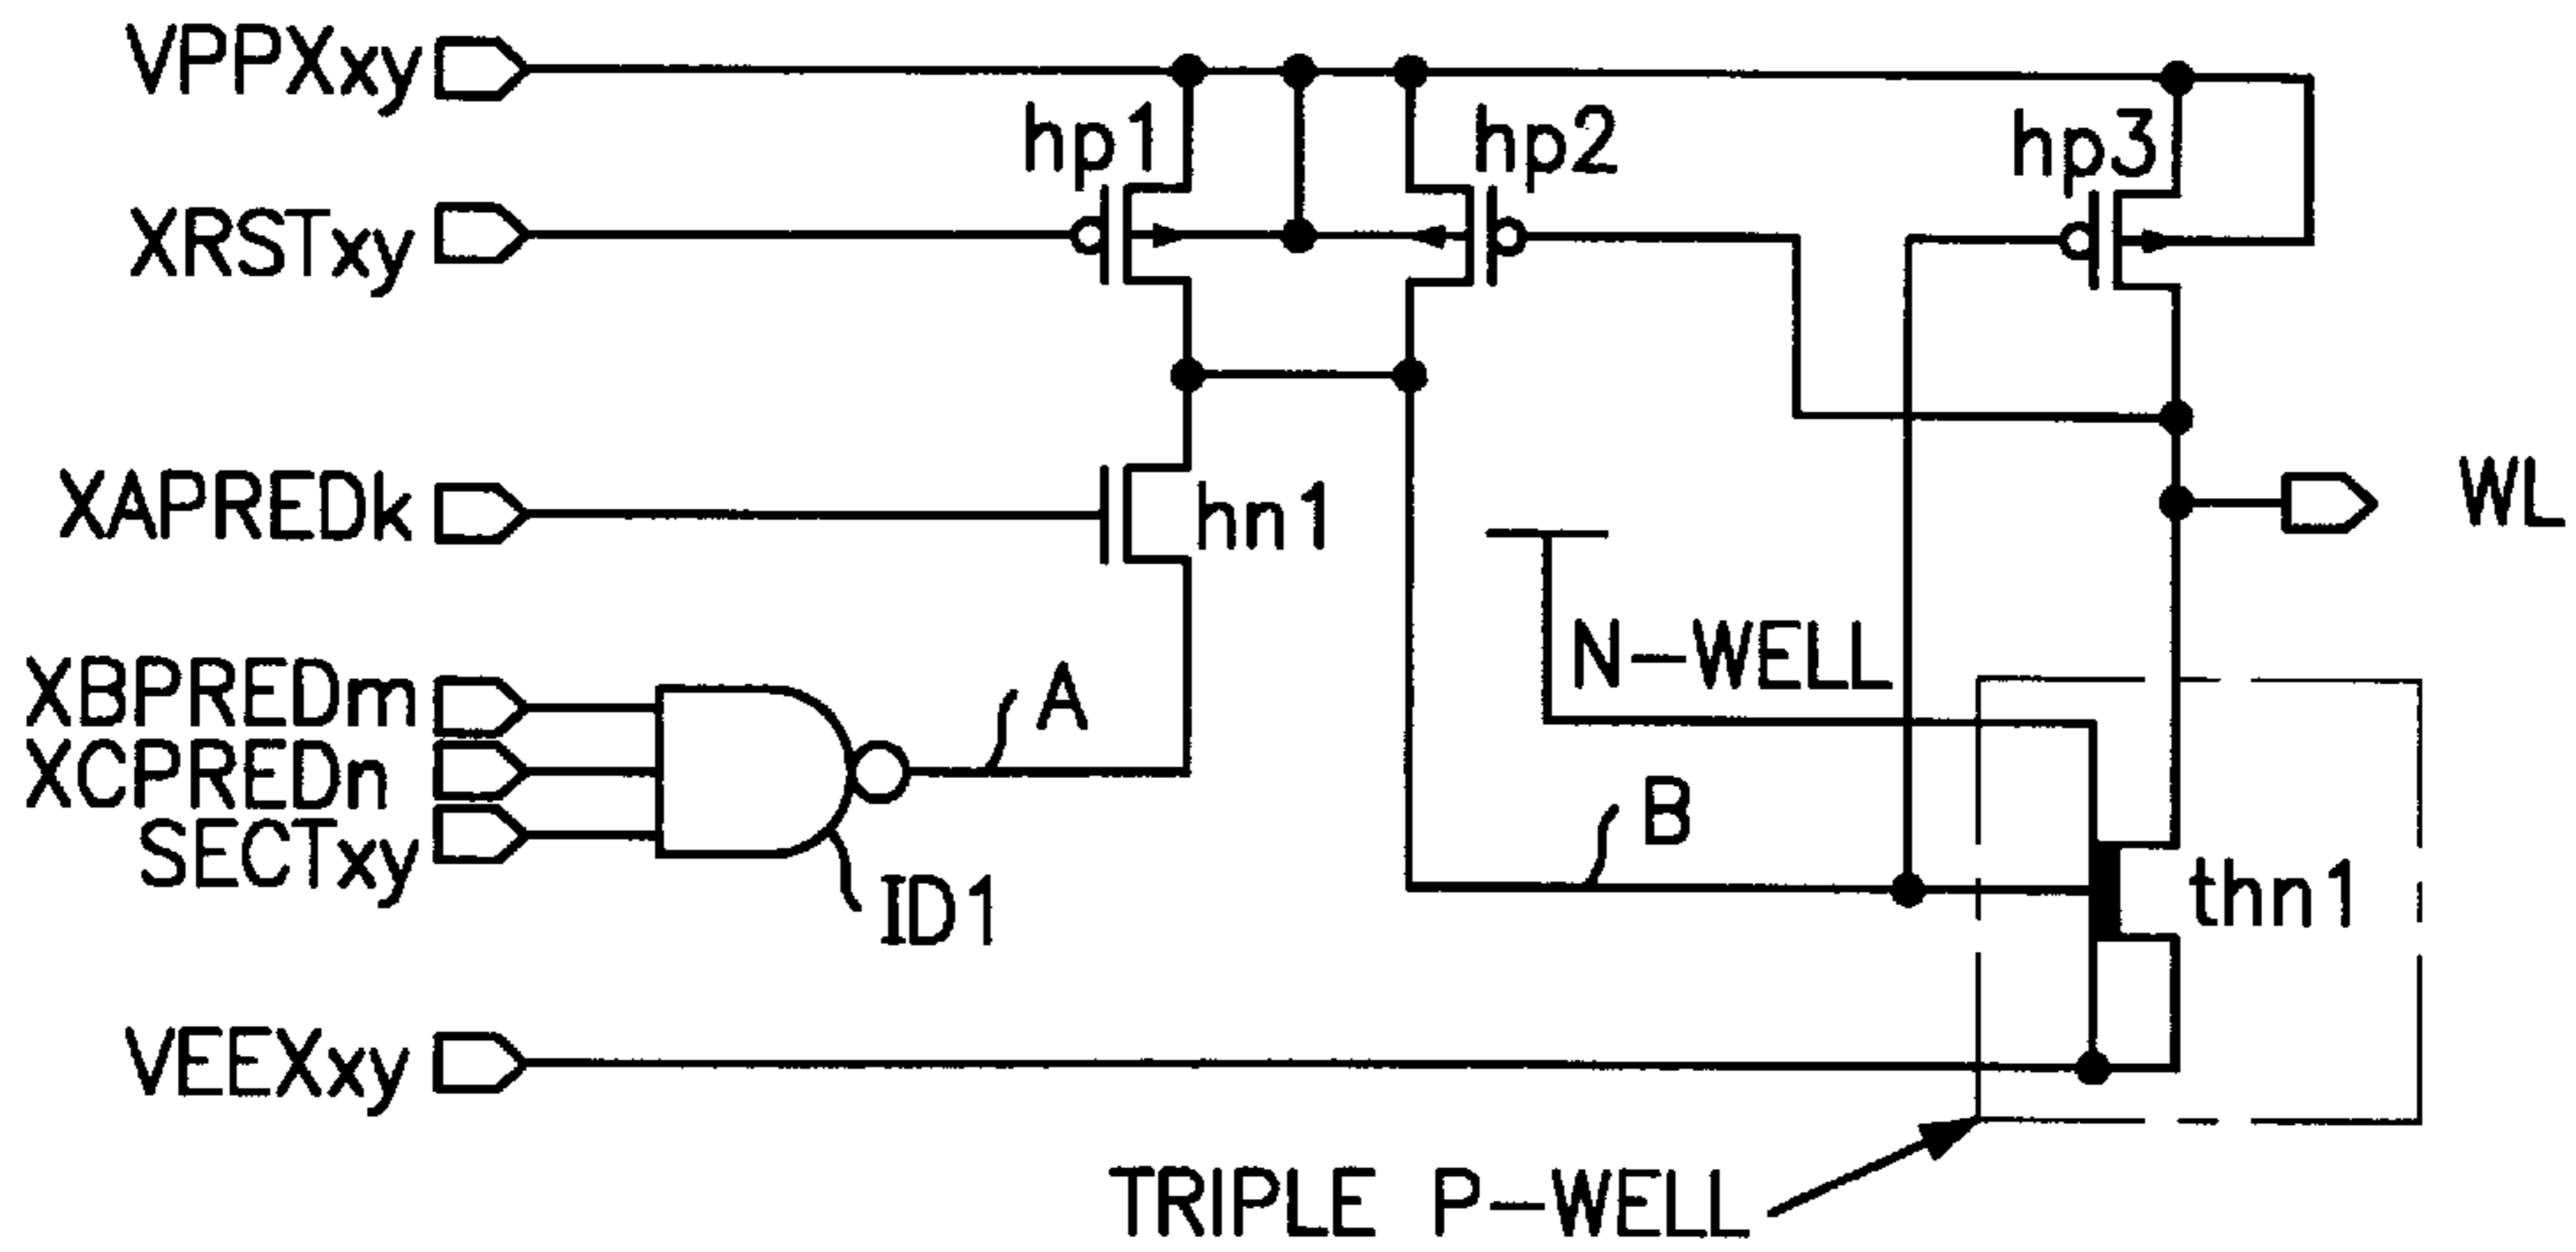 VPPXxy
hp1
hp2
hp3
XRSTxy
XAPREDk
hn1
WL
N-WELL
XBPREDm
A
XCPREDn
B
SECTxy
ID1
thn1
VEEXxy
TRIPLE P-WELL